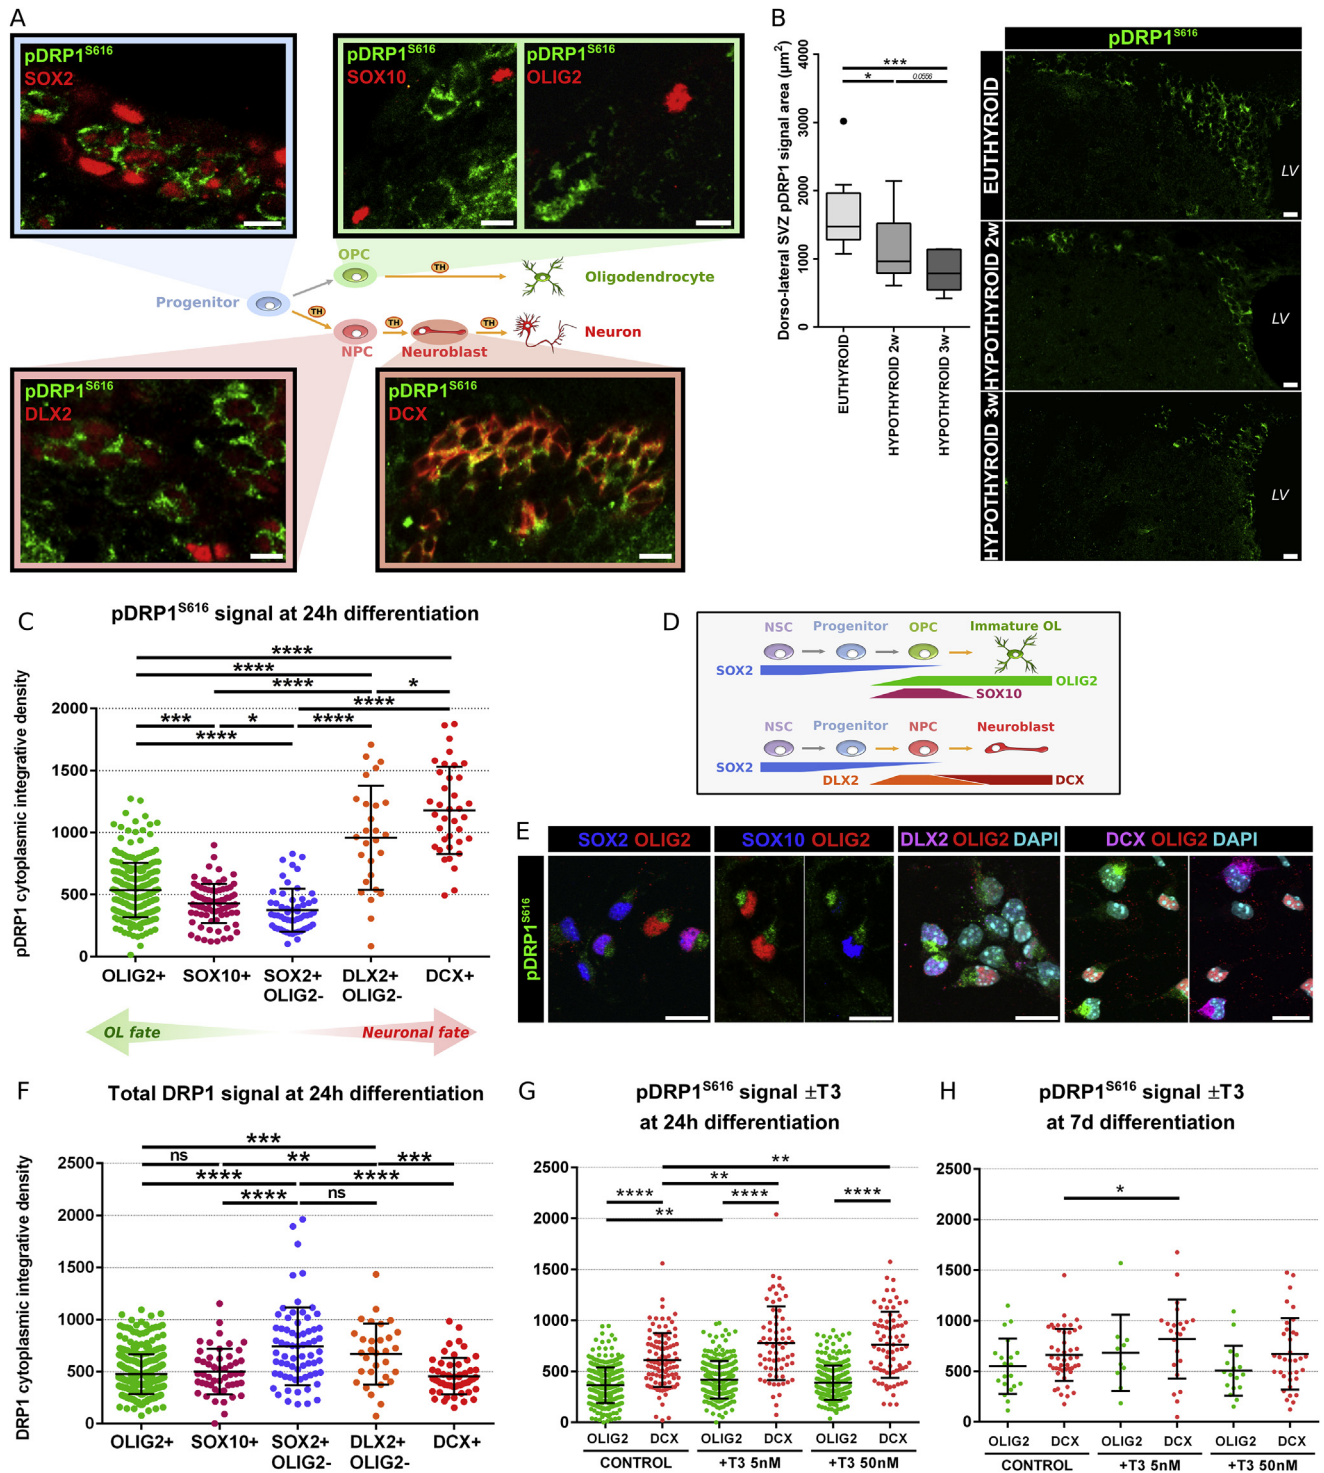 A
pDRP1S616
SOX2
pDRP1S616
SOX10
pDRP1S616
OLIG2
OPC
TH
Oligodendrocyte
Progenitor
TH
TH
TH
Neuron
NPC
Neuroblast
pDRP1S616
DLX2
pDRP1S616
DCX
B
Dorso-lateral SVZ pDRP1 signal area (µm2)
4000
3000
2000
1000
0
***
*
0.0556
EUTHYROID
HYPOTHYROID 2w
HYPOTHYROID 3w
pDRP1S616
EUTHYROID
LV
HYPOTHYROID 2w
LV
HYPOTHYROID 3w
LV
C
pDRP1S616 signal at 24h differentiation
pDRP1 cytoplasmic integrative density
****
****
**** *
****
*** * ****
****
2000
1500
1000
500
0
OLIG2+ SOX10+ SOX2+ OLIG2- DLX2+ OLIG2- DCX+
OL fate
Neuronal fate
D
NSC Progenitor OPC Immature OL
SOX2
OLIG2
SOX10
NSC Progenitor NPC Neuroblast
SOX2
DLX2
DCX
E
SOX2 OLIG2
SOX10 OLIG2
DLX2 OLIG2 DAPI
DCX OLIG2 DAPI
pDRP1S616
F
Total DRP1 signal at 24h differentiation
DRP1 cytoplasmic integrative density
***
ns ** ***
**** ****
**** ns
2500
2000
1500
1000
500
0
OLIG2+ SOX10+ SOX2+ OLIG2- DLX2+ OLIG2- DCX+
G
pDRP1S616 signal ±T3
at 24h differentiation
**
**
**** **** ****
**
2500
2000
1500
1000
500
0
OLIG2 DCX OLIG2 DCX OLIG2 DCX
CONTROL +T3 5nM +T3 50nM
H
pDRP1S616 signal ±T3
at 7d differentiation
*
2500
2000
1500
1000
500
0
OLIG2 DCX OLIG2 DCX OLIG2 DCX
CONTROL +T3 5nM +T3 50nM